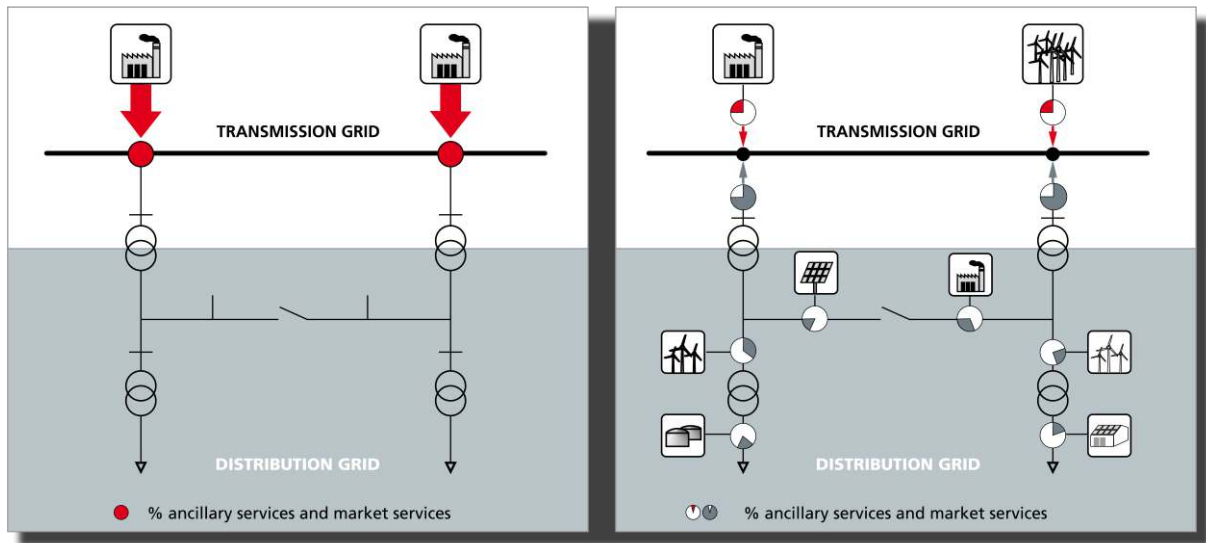 TRANSMISSION GRID
DISTRIBUTION GRID
% ancillary services and market services
TRANSMISSION GRID
DISTRIBUTION GRID
% ancillary services and market services